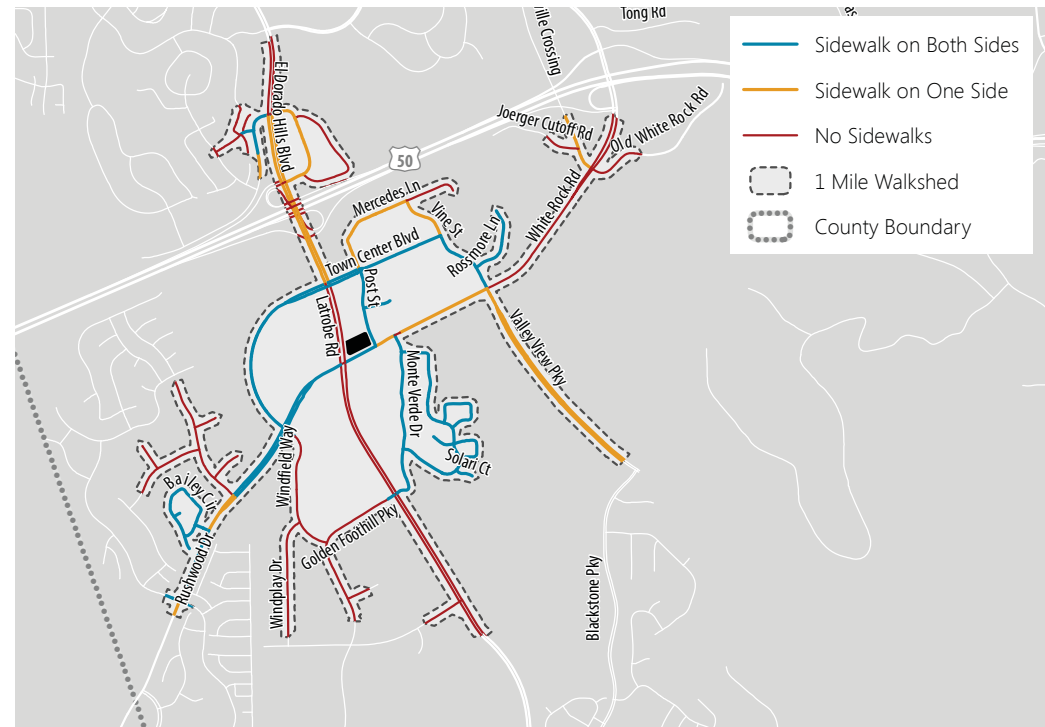 Tong Rd
ville Crossing
as
Sidewalk on Both Sides
Sidewalk on One Side
No Sidewalks
1 Mile Walkshed
County Boundary
El Dorado Hills Blvd
50
Joerger Cutoff Rd
Old White Rock Rd
White Rock Rd
Mercedes Ln
Vine St
Rossmore Ln
Town Center Blvd
Post St
Latrobe Rd
Valley View Pky
Monte Verde Dr
Solari Ct
Windfield Way
Bailey Cir
Golden Foothill Pky
Rushwood Dr
Windplay Dr
Blackstone Pky